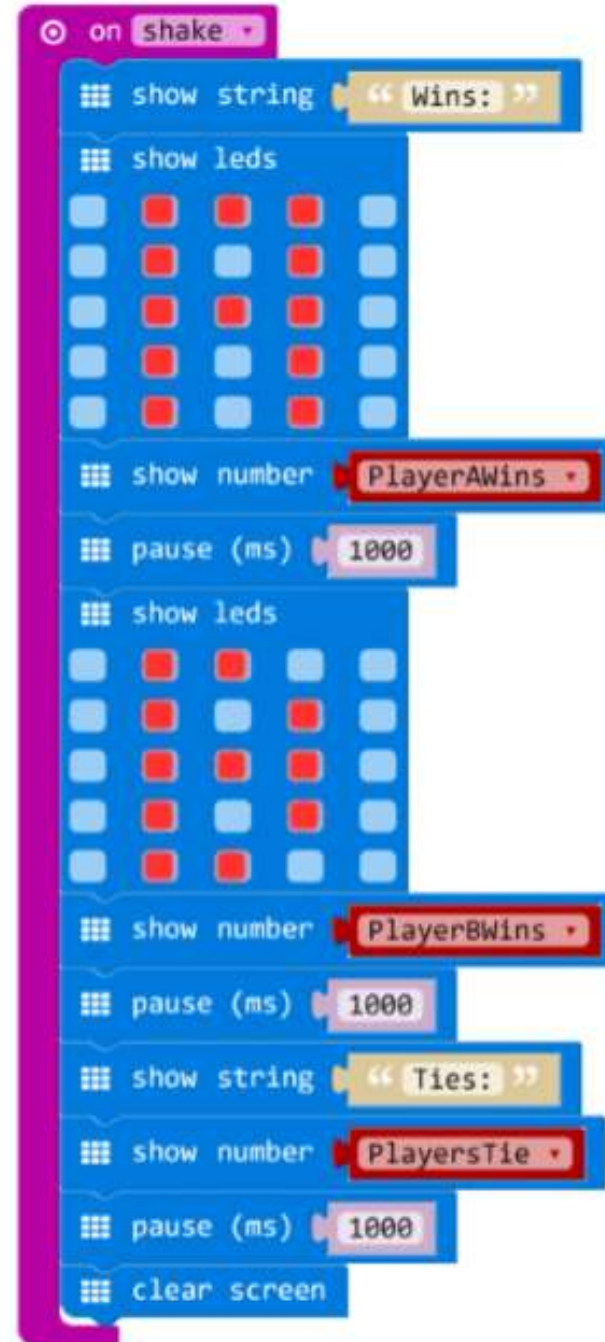 on shake
show string “ Wins: ”
show leds
show number PlayerAWins
pause (ms) 1000
show leds
show number PlayerBWins
pause (ms) 1000
show string “ Ties: ”
show number PlayersTie
pause (ms) 1000
clear screen